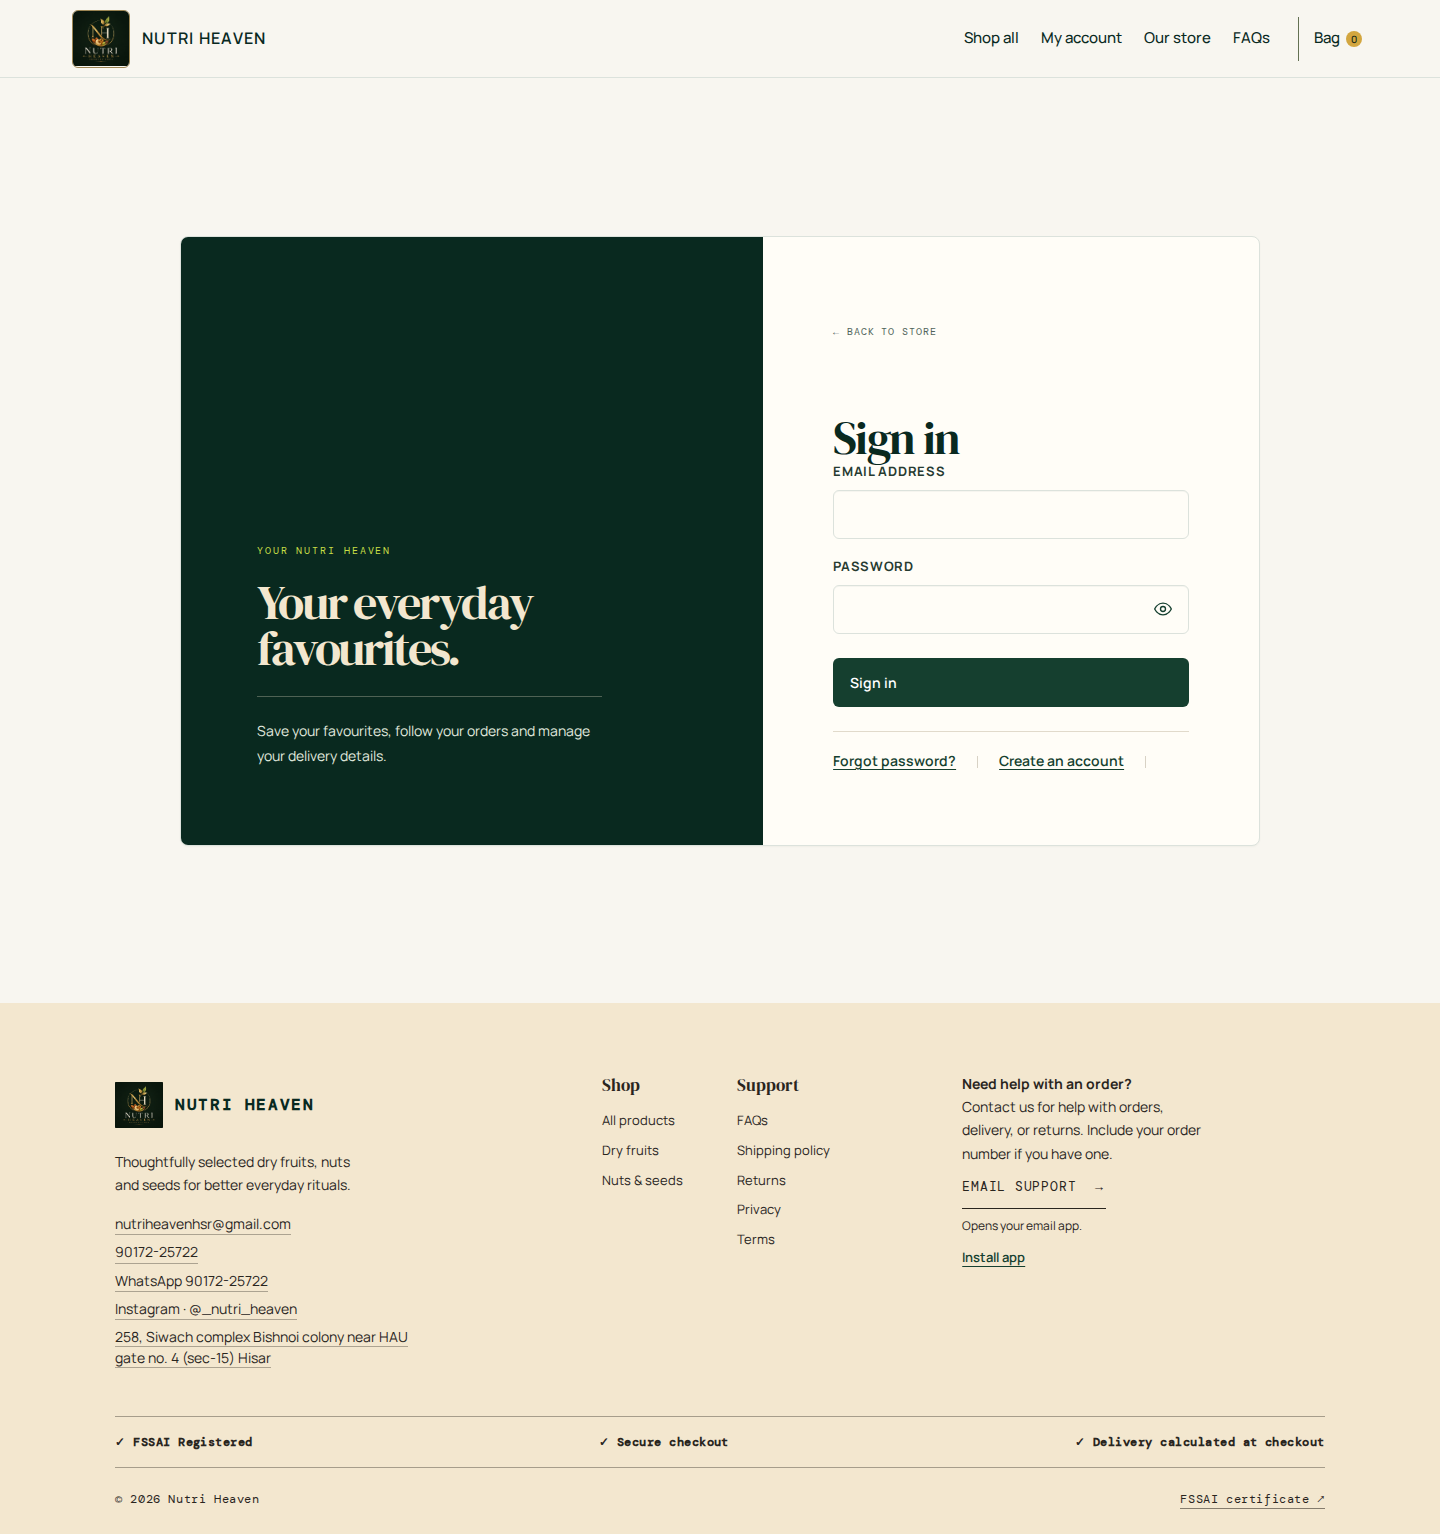 NH
NUTRI
NUTRI HEAVEN
Shop all
My account
Our store
FAQs
Bag 0
← BACK TO STORE
Sign in
EMAIL ADDRESS
PASSWORD
Sign in
Forgot password?
Create an account
YOUR NUTRI HEAVEN
Your everyday
favourites.
Save your favourites, follow your orders and manage
your delivery details.
NH
NUTRI
NUTRI HEAVEN
Thoughtfully selected dry fruits, nuts
and seeds for better everyday rituals.
nutriheavenhsr@gmail.com
90172-25722
WhatsApp 90172-25722
Instagram · @_nutri_heaven
258, Siwach complex Bishnoi colony near HAU
gate no. 4 (sec-15) Hisar
Shop
All products
Dry fruits
Nuts & seeds
Support
FAQs
Shipping policy
Returns
Privacy
Terms
Need help with an order?
Contact us for help with orders,
delivery, or returns. Include your order
number if you have one.
EMAIL SUPPORT →
Opens your email app.
Install app
✓ FSSAI Registered
✓ Secure checkout
✓ Delivery calculated at checkout
© 2026 Nutri Heaven
FSSAI certificate ↗